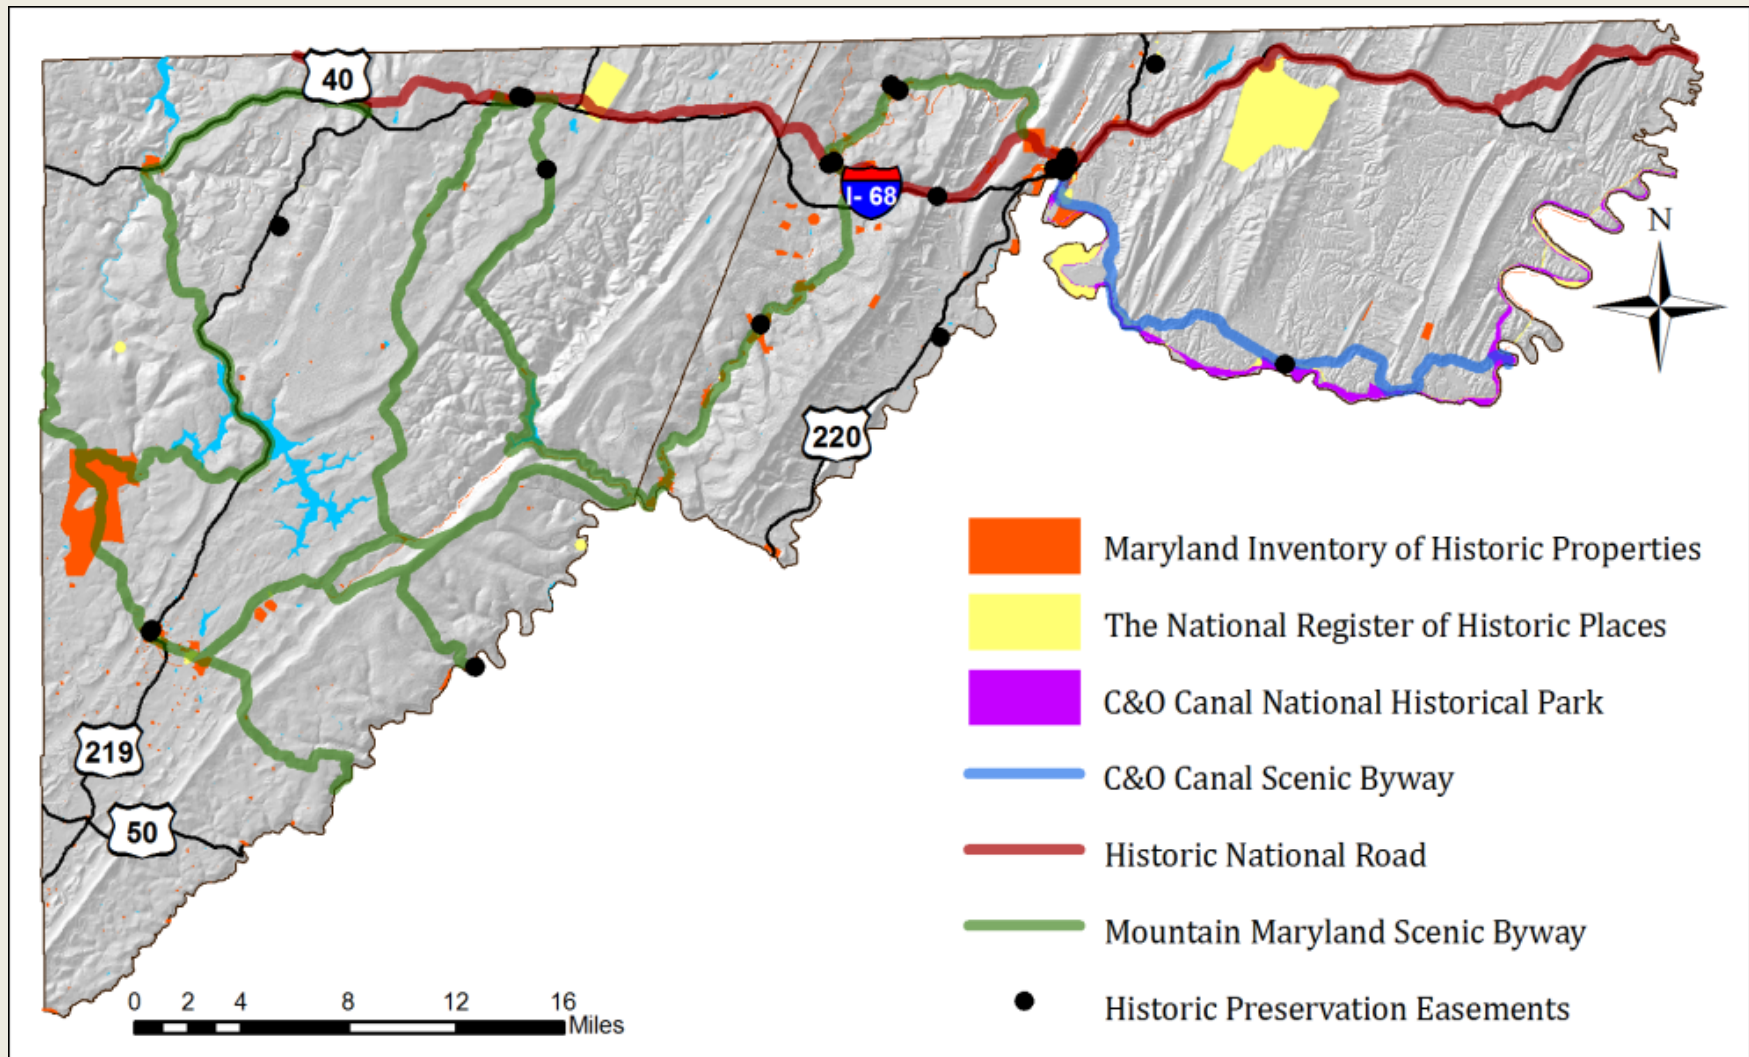 40
I- 68
N
220
219
50
Maryland Inventory of Historic Properties
The National Register of Historic Places
C&O Canal National Historical Park
C&O Canal Scenic Byway
Historic National Road
Mountain Maryland Scenic Byway
Historic Preservation Easements
0 2 4 8 12 16
Miles